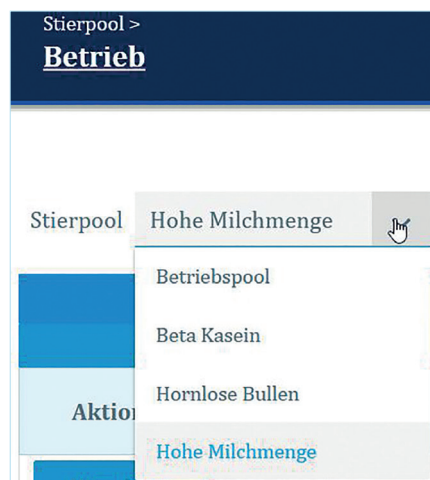 Stierpool >
Betrieb
Stierpool Hohe Milchmenge
Betriebspool
Beta Kasein
Hornlose Bullen
Hohe Milchmenge